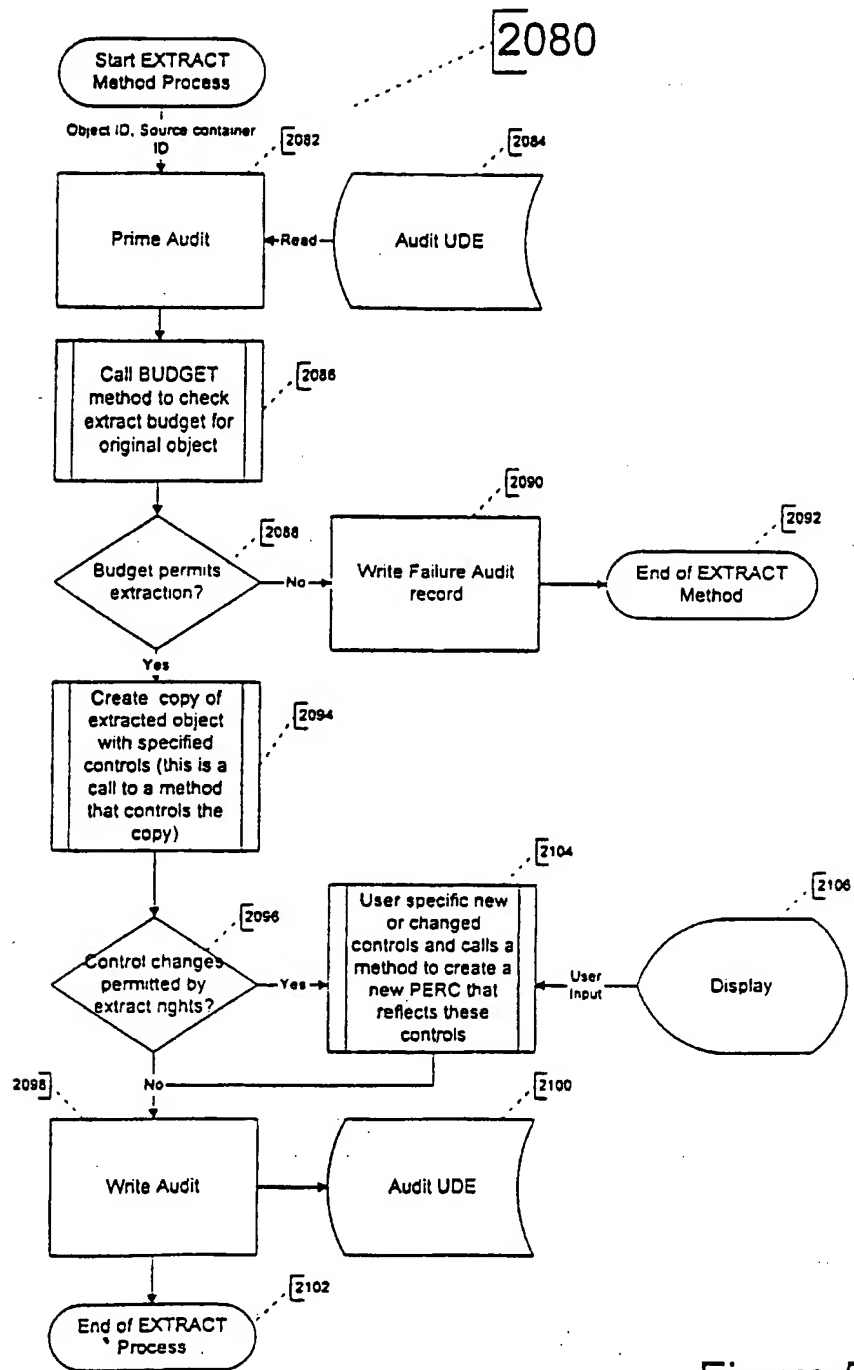 2080
Start EXTRACT
Method Process
Object ID, Source container
ID
2082
2084
Prime Audit
Read
Audit UDE
Call BUDGET
method to check
extract budget for
original object
2086
2088
Budget permits
extraction?
No
2090
Write Failure Audit
record
2092
End of EXTRACT
Method
Yes
Create copy of
extracted object
with specified
controls (this is a
call to a method
that controls the
copy)
2094
2096
Control changes
permitted by
extract rights?
Yes
2104
User specific new
or changed
controls and calls a
method to create a
new PERC that
reflects these
controls
User
Input
2106
Display
No
2098
Write Audit
2100
Audit UDE
2102
End of EXTRACT
Process